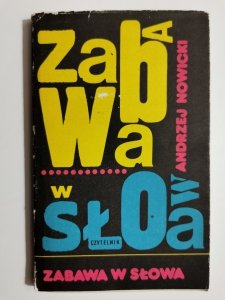 ZabawA
w słowa
ANDRZEJ NOWICKI
CZYTELNIK
ZABAWA W SŁOWA